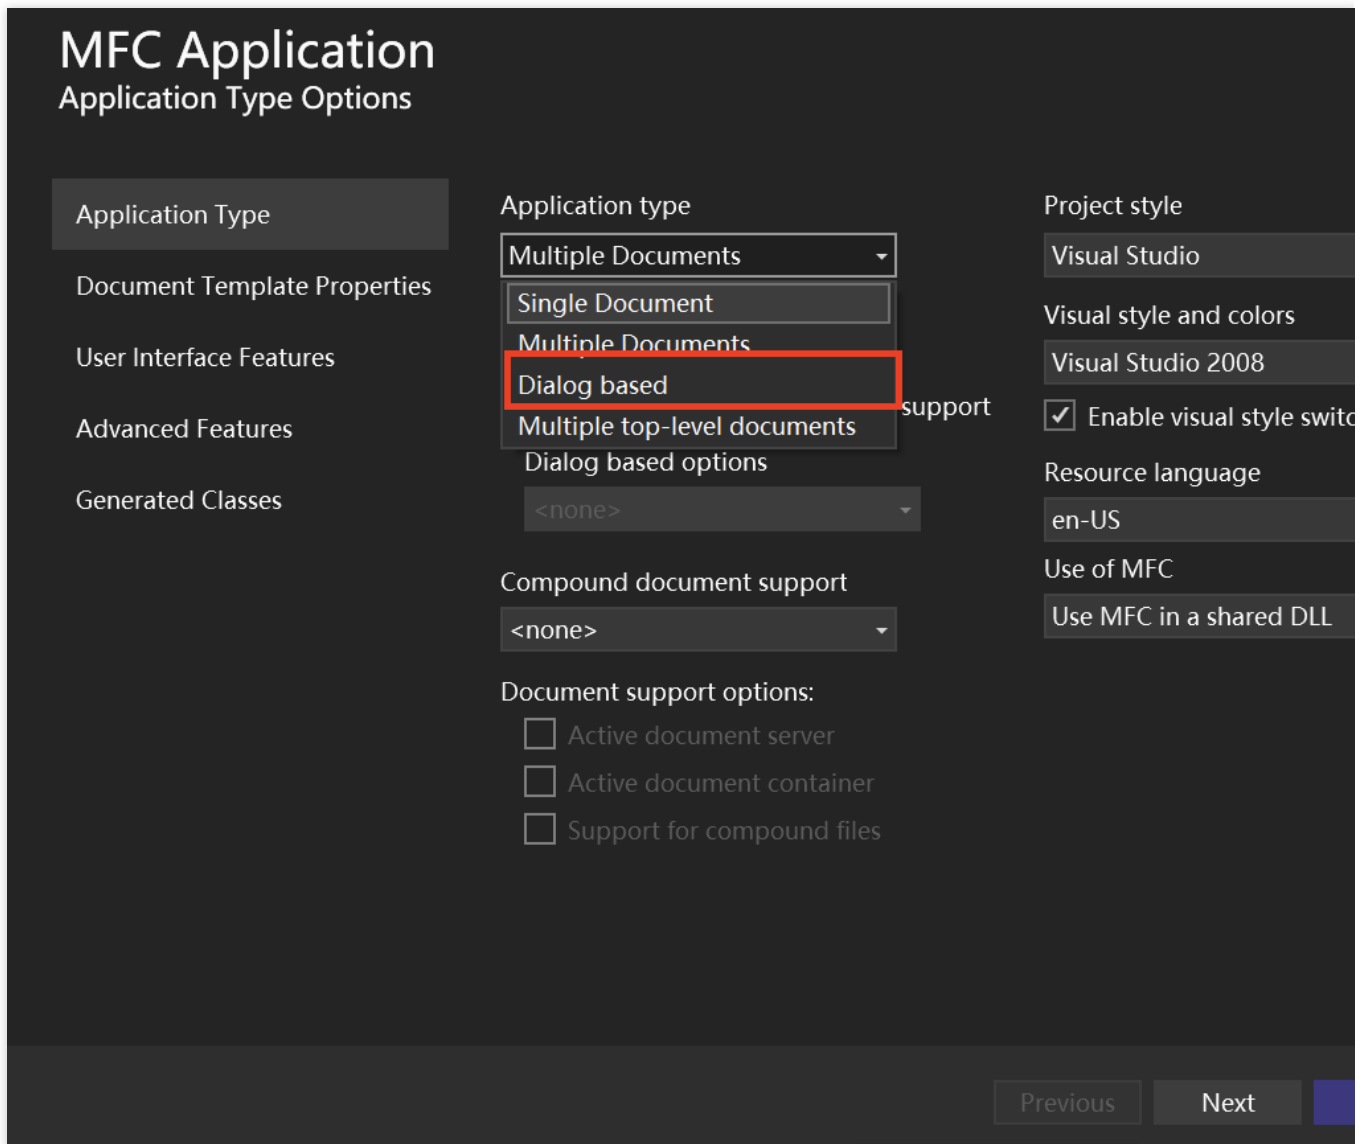 MFC Application
Application Type Options
Application Type
Document Template Properties
User Interface Features
Advanced Features
Generated Classes
Application type
Multiple Documents
Single Document
Multiple Documents
Dialog based
Multiple top-level documents
support
Dialog based options
<none>
Compound document support
<none>
Document support options:
Active document server
Active document container
Support for compound files
Project style
Visual Studio
Visual style and colors
Visual Studio 2008
Enable visual style switc
Resource language
en-US
Use of MFC
Use MFC in a shared DLL
Previous
Next